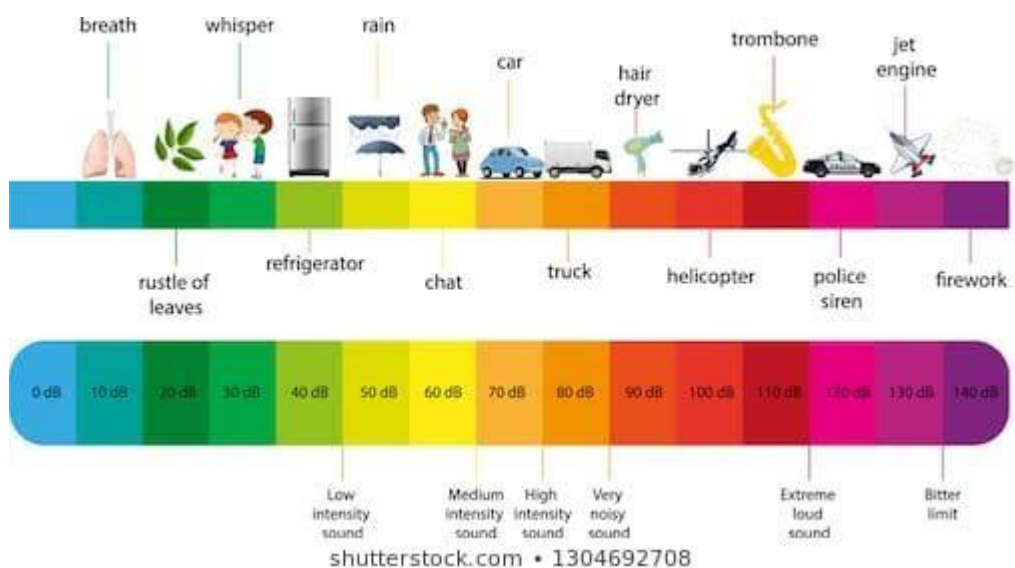 breath
whisper
rain
car
hair
dryer
trombone
jet
engine
rustle of
leaves
refrigerator
chat
truck
helicopter
police
siren
firework
0 dB
10 dB
20 dB
30 dB
40 dB
50 dB
60 dB
70 dB
80 dB
90 dB
100 dB
110 dB
120 dB
130 dB
140 dB
Low
intensity
sound
Medium
intensity
sound
High
intensity
sound
Very
noisy
sound
Extreme
loud
sound
Bitter
limit
shutterstock.com • 1304692708